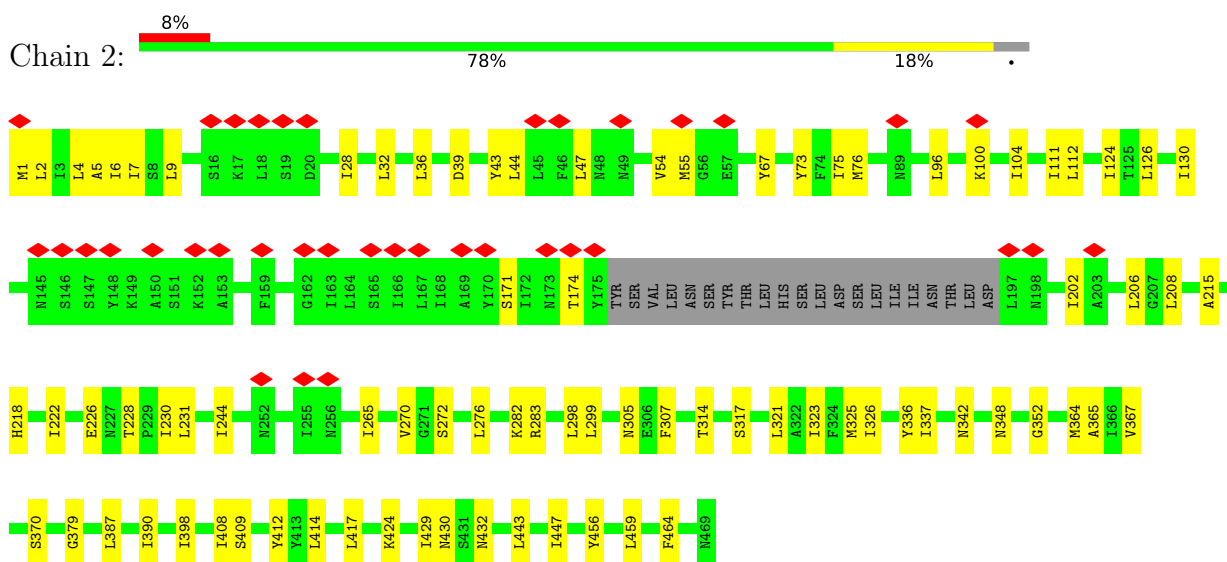 8%
Chain 2:
78% 18% •
M1 L2 I3 L4 A5 I6 I7 S8 L9 S16 K17 L18 S19 D20 I28 L32 L36 D39 Y43 L44 L45 F46 L47 N48 N49 V54 M55 G56 E57 Y67 Y73 F74 I75 M76 N89 L96 K100 I104 I111 L112 I124 T125 L126 I130
N145 S146 S147 Y148 K149 A150 S151 K152 A153 F159 G162 I163 L164 S165 I166 L167 I168 A169 Y170 S171 I172 N173 T174 Y175 TYR SER VAL LEU ASN SER TYR THR LEU HIS SER LEU ASP SER LEU ILE ILE ASN THR LEU ASP L197 N198 I202 A203 L206 G207 L208 A215
H218 I222 E226 N227 T228 P229 I230 L231 I244 N252 I255 N256 I265 V270 G271 S272 L276 K282 R283 L298 L299 N305 E306 F307 T314 S317 L321 A322 I323 F324 M325 I326 Y336 I337 N342 N348 G352 M364 A365 I366 V367
S370 G379 L387 I390 I398 I408 S409 Y412 Y413 L414 L417 K424 I429 N430 S431 N432 L443 I447 Y456 L459 F464 N469